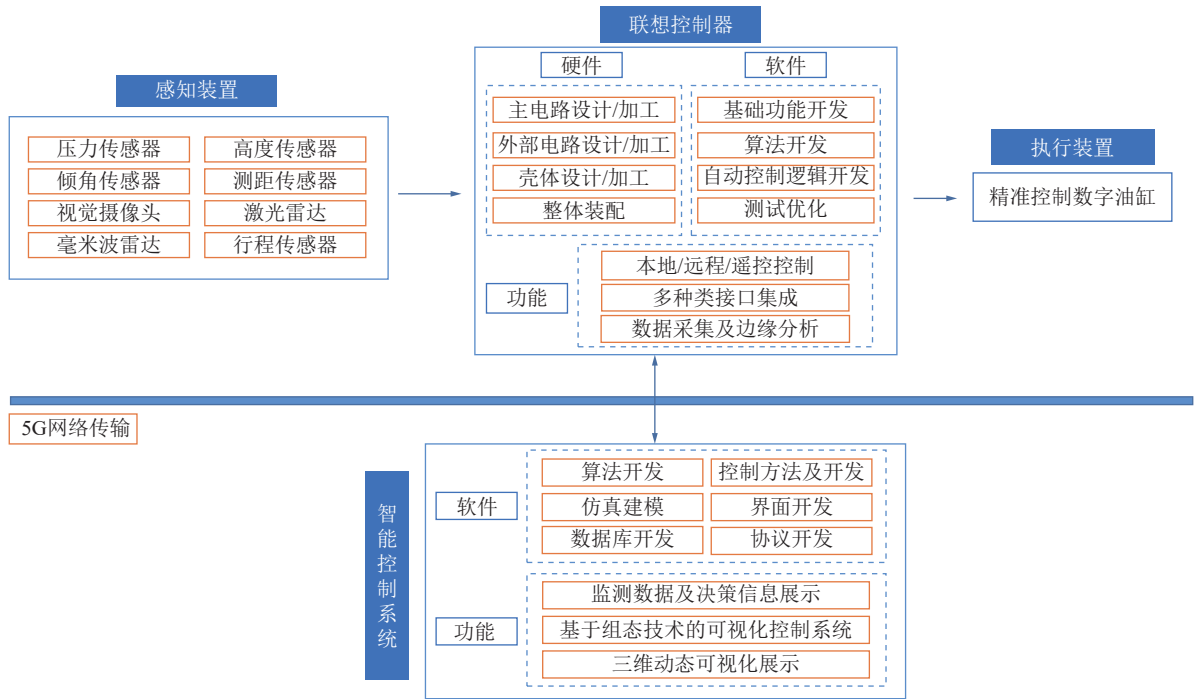 联想控制器
硬件
软件
主电路设计/加工
外部电路设计/加工
壳体设计/加工
整体装配
基础功能开发
算法开发
自动控制逻辑开发
测试优化
功能
本地/远程/遥控控制
多种类接口集成
数据采集及边缘分析
感知装置
压力传感器
高度传感器
倾角传感器
测距传感器
视觉摄像头
激光雷达
毫米波雷达
行程传感器
执行装置
精准控制数字油缸
5G网络传输
智能控制系统
软件
算法开发
控制方法及开发
仿真建模
界面开发
数据库开发
协议开发
功能
监测数据及决策信息展示
基于组态技术的可视化控制系统
三维动态可视化展示